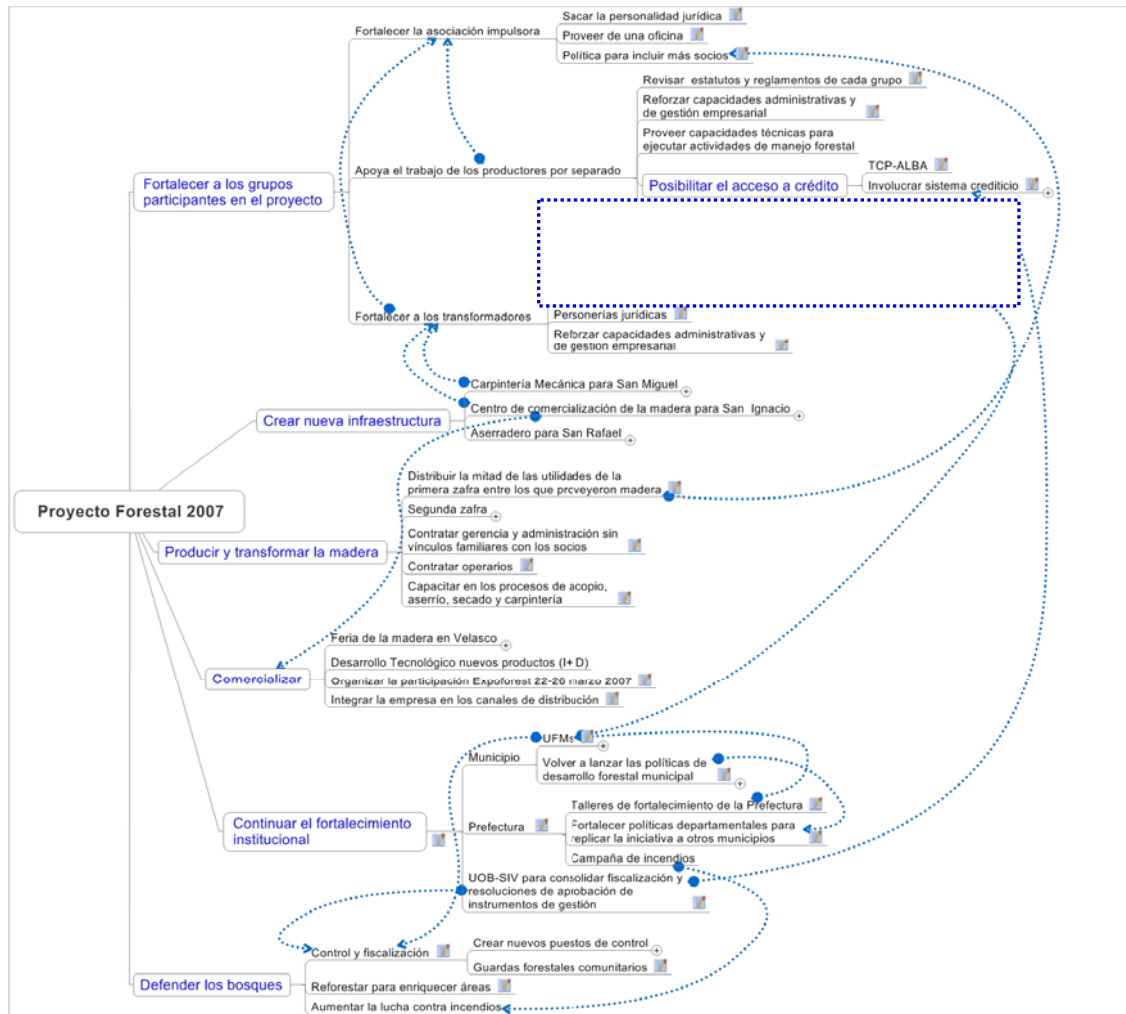 Proyecto Forestal 2007
Fortalecer a los grupos
participantes en el proyecto
Fortalecer la asociación impulsora
Sacar la personalidad jurídica
Proveer de una oficina
Política para incluir más socios
Apoya el trabajo de los productores por separado
Revisar estatutos y reglamentos de cada grupo
Reforzar capacidades administrativas y
de gestión empresarial
Proveer capacidades técnicas para
ejecutar actividades de manejo forestal
Posibilitar el acceso a crédito
TCP-ALBA
Involucrar sistema crediticio
Fortalecer a los transformadores
Personerías jurídicas
Reforzar capacidades administrativas y
de gestión empresarial
Crear nueva infraestructura
Carpintería Mecánica para San Miguel
Centro de comercialización de la madera para San Ignacio
Aserradero para San Rafael
Producir y transformar la madera
Distribuir la mitad de las utilidades de la
primera zafra entre los que prcveyeron madera
Segunda zafra
Contratar gerencia y administración sin
vínculos familiares con los socios
Contratar operarios
Capacitar en los procesos de acopio,
aserrío, secado y carpintería
Comercializar
Feria de la madera en Velasco
Desarrollo Tecnológico nuevos productos (I+D)
Organizar la participación Expoforest 22-26 marzo 2007
Integrar la empresa en los canales de distribución
Continuar el fortalecimiento
institucional
Municipio
UFMs
Volver a lanzar las políticas de
desarrollo forestal municipal
Prefectura
Talleres de fortalecimiento de la Prefectura
Fortalecer políticas departamentales para
replicar la iniciativa a otros municipios
Campaña de incendios
UOB-SIV para consolidar fiscalización y
resoluciones de aprobación de
instrumentos de gestión
Defender los bosques
Control y fiscalización
Crear nuevos puestos de control
Guardas forestales comunitarios
Reforestar para enriquecer áreas
Aumentar la lucha contra incendios